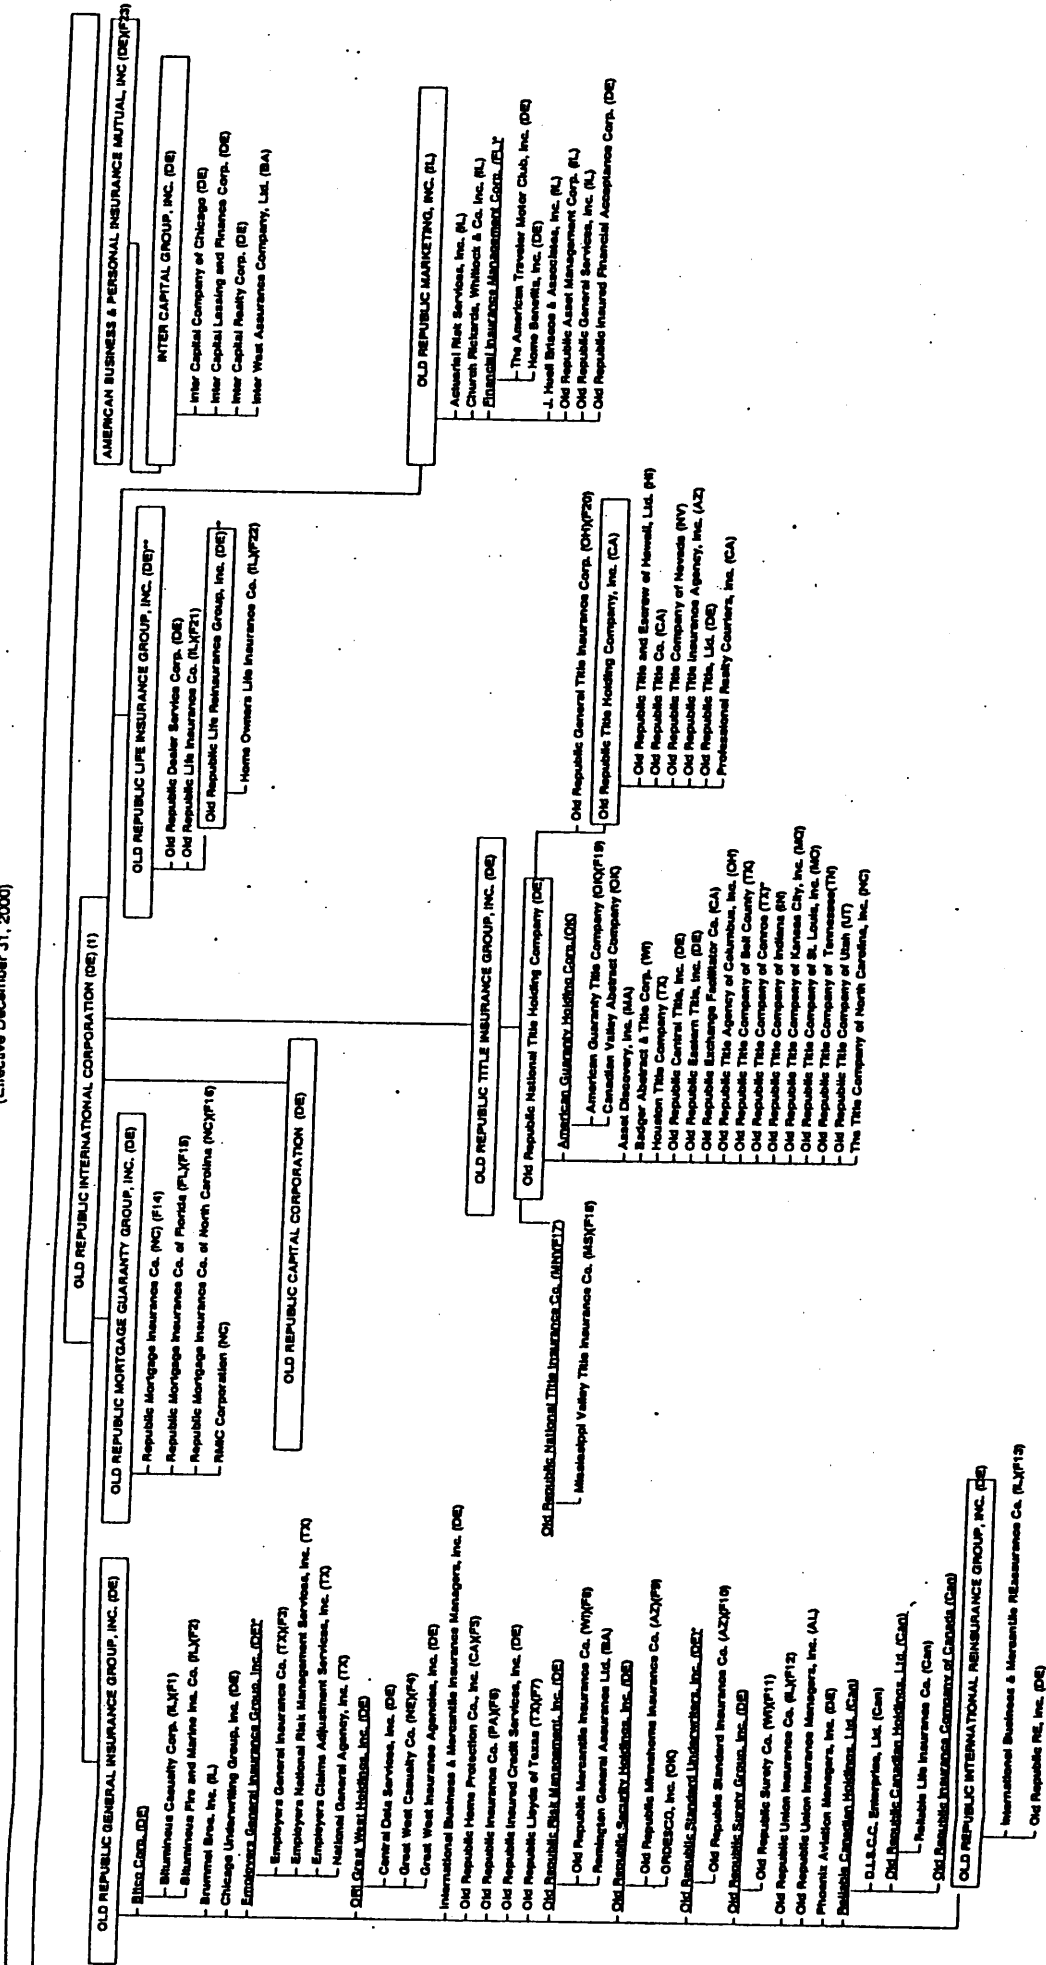 (Effective December 31, 2000)
OLD REPUBLIC INTERNATIONAL CORPORATION (DE) (1)
OLD REPUBLIC GENERAL INSURANCE GROUP, INC. (DE)
Bitco Corp. (DE)
Bituminous Casualty Corp. (IL)(F1)
Bituminous Fire and Marine Ins. Co. (IL)(F2)
Brummel Bros. Inc. (IL)
Chicago Underwriting Group, Inc. (DE)
Employers General Insurance Group, Inc. (DE)*
Employers General Insurance Co. (TX)(F3)
Employers National Risk Management Services, Inc. (TX)
Employers Claims Adjustment Services, Inc. (TX)
National General Agency, Inc. (TX)
ORI Great West Holdings, Inc. (DE)
Central Data Services, Inc. (DE)
Great West Casualty Co. (NE)(F4)
Great West Insurance Agencies, Inc. (DE)
International Business & Mercantile Insurance Managers, Inc. (DE)
Old Republic Home Protection Co., Inc. (CA)(F5)
Old Republic Insurance Co. (PA)(F6)
Old Republic Insured Credit Services, Inc. (DE)
Old Republic Lloyds of Texas (TX)(F7)
Old Republic Risk Management, Inc. (DE)
Old Republic Mercantile Insurance Co. (WI)(F8)
Remington General Assurance Ltd. (BA)
Old Republic Security Holdings, Inc. (DE)
Old Republic Minnehoma Insurance Co. (AZ)(F9)
ORDESCO, Inc. (OK)
Old Republic Standard Underwriters, Inc. (DE)*
Old Republic Standard Insurance Co. (AZ)(F10)
Old Republic Surety Group, Inc. (DE)
Old Republic Surety Co. (WI)(F11)
Old Republic Union Insurance Co. (IL)(F12)
Old Republic Union Insurance Managers, Inc. (AL)
Phoenix Aviation Managers, Inc. (DE)
Reliable Canadian Holdings, Ltd. (Can)
D.I.S.C.C. Enterprises, Ltd. (Can)
Old Republic Canadian Holdings, Ltd. (Can)
Reliable Life Insurance Co. (Can)
Old Republic Insurance Company of Canada (Can)
OLD REPUBLIC INTERNATIONAL REINSURANCE GROUP, INC. (DE)
International Business & Mercantile REassurance Co. (IL)(F13)
Old Republic RE, Inc. (DE)
OLD REPUBLIC MORTGAGE GUARANTY GROUP, INC. (DE)
Republic Mortgage Insurance Co. (NC) (F14)
Republic Mortgage Insurance Co. of Florida (FL)(F15)
Republic Mortgage Insurance Co. of North Carolina (NC)(F16)
RMIC Corporation (NC)
OLD REPUBLIC CAPITAL CORPORATION (DE)
OLD REPUBLIC TITLE INSURANCE GROUP, INC. (DE)
Old Republic National Title Holding Company (DE)
Old Republic National Title Insurance Co. (MN)(F17)
Mississippi Valley Title Insurance Co. (MS)(F18)
American Guaranty Holding Corp. (OK)
American Guaranty Title Company (OK)(F19)
Canadian Valley Abstract Company (OK)
Asset Discovery, Inc. (MA)
Badger Abstract & Title Corp. (WI)
Houston Title Company (TX)
Old Republic Central Title, Inc. (DE)
Old Republic Eastern Title, Inc. (DE)
Old Republic Exchange Facilitator Co. (CA)
Old Republic Title Agency of Columbus, Inc. (OH)
Old Republic Title Company of Bell County (TX)
Old Republic Title Company of Conroe (TX)*
Old Republic Title Company of Indiana (IN)
Old Republic Title Company of Kansas City, Inc. (MO)
Old Republic Title Company of St. Louis, Inc. (MO)
Old Republic Title Company of Tennessee(TN)
Old Republic Title Company of Utah (UT)
The Title Company of North Carolina, Inc. (NC)
Old Republic General Title Insurance Corp. (OH)(F20)
Old Republic Title Holding Company, Inc. (CA)
Old Republic Title and Escrow of Hawaii, Ltd. (HI)
Old Republic Title Co. (CA)
Old Republic Title Company of Nevada (NV)
Old Republic Title Insurance Agency, Inc. (AZ)
Old Republic Title, Ltd. (DE)
Professional Realty Couriers, Inc. (CA)
OLD REPUBLIC LIFE INSURANCE GROUP, INC. (DE)**
Old Republic Dealer Service Corp. (DE)
Old Republic Life Insurance Co. (IL)(F21)
Old Republic Life Reinsurance Group, Inc. (DE)**
Home Owners Life Insurance Co. (IL)(F22)
OLD REPUBLIC MARKETING, INC. (IL)
Actuarial Risk Services, Inc. (IL)
Church Rickards, Whitlock & Co. Inc. (IL)
Financial Insurance Management Corp. (FL)*
The American Traveler Motor Club, Inc. (DE)
Home Benefits, Inc. (DE)
J. Huell Briscoe & Associates, Inc. (IL)
Old Republic Asset Management Corp. (IL)
Old Republic General Services, Inc. (IL)
Old Republic Insured Financial Acceptance Corp. (DE)
AMERICAN BUSINESS & PERSONAL INSURANCE MUTUAL, INC (DE)(F23)
INTER CAPITAL GROUP, INC. (DE)
Inter Capital Company of Chicago (DE)
Inter Capital Leasing and Finance Corp. (DE)
Inter Capital Realty Corp. (DE)
Inter West Assurance Company, Ltd. (BA)